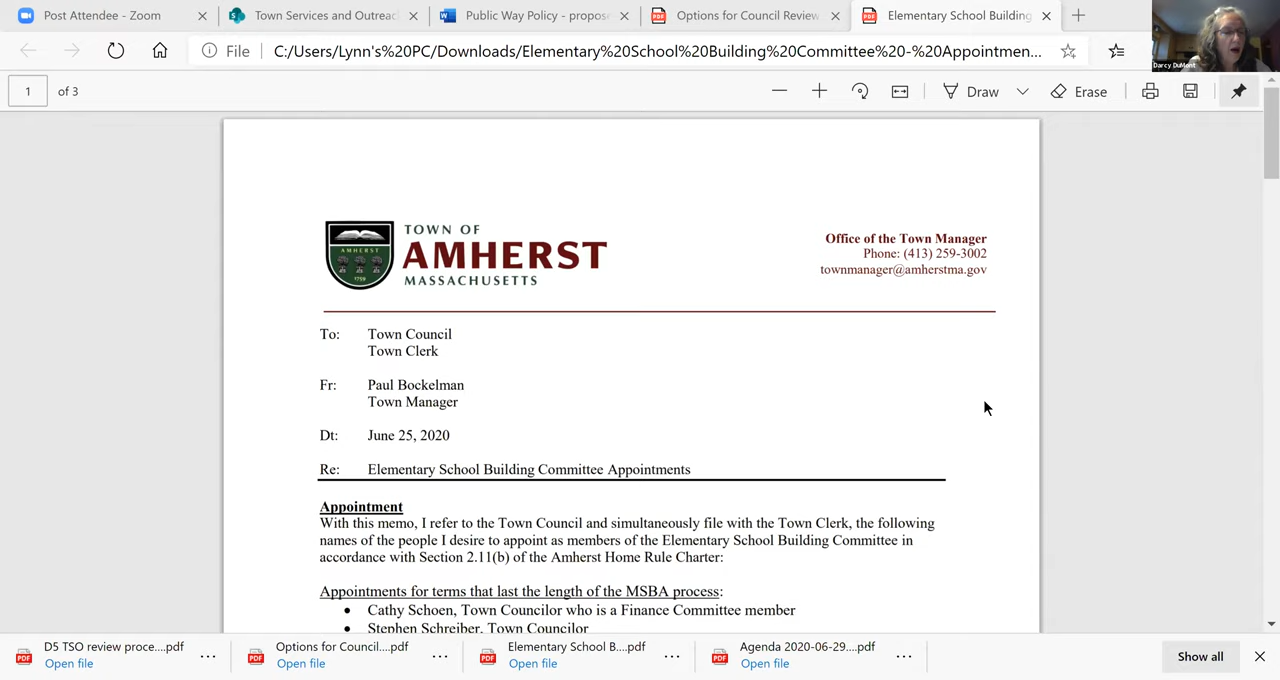 Post Attendee - Zoom
Town Services and Outreac
Public Way Policy - propose
Options for Council Review
Elementary School Building
Darcy DuMont
File
C:/Users/Lynn's%20PC/Downloads/Elementary%20School%20Building%20Committee%20-%20Appointmen...
1 of 3
Draw
Erase
TOWN OF
AMHERST
MASSACHUSETTS
AMHERST
1759
Office of the Town Manager
Phone: (413) 259-3002
townmanager@amherstma.gov
To: Town Council
Town Clerk
Fr: Paul Bockelman
Town Manager
Dt: June 25, 2020
Re: Elementary School Building Committee Appointments
Appointment
With this memo, I refer to the Town Council and simultaneously file with the Town Clerk, the following
names of the people I desire to appoint as members of the Elementary School Building Committee in
accordance with Section 2.11(b) of the Amherst Home Rule Charter:
Appointments for terms that last the length of the MSBA process:
• Cathy Schoen, Town Councilor who is a Finance Committee member
• Stephen Schreiber, Town Councilor
D5 TSO review proce....pdf
Open file
Options for Council....pdf
Open file
Elementary School B....pdf
Open file
Agenda 2020-06-29....pdf
Open file
Show all